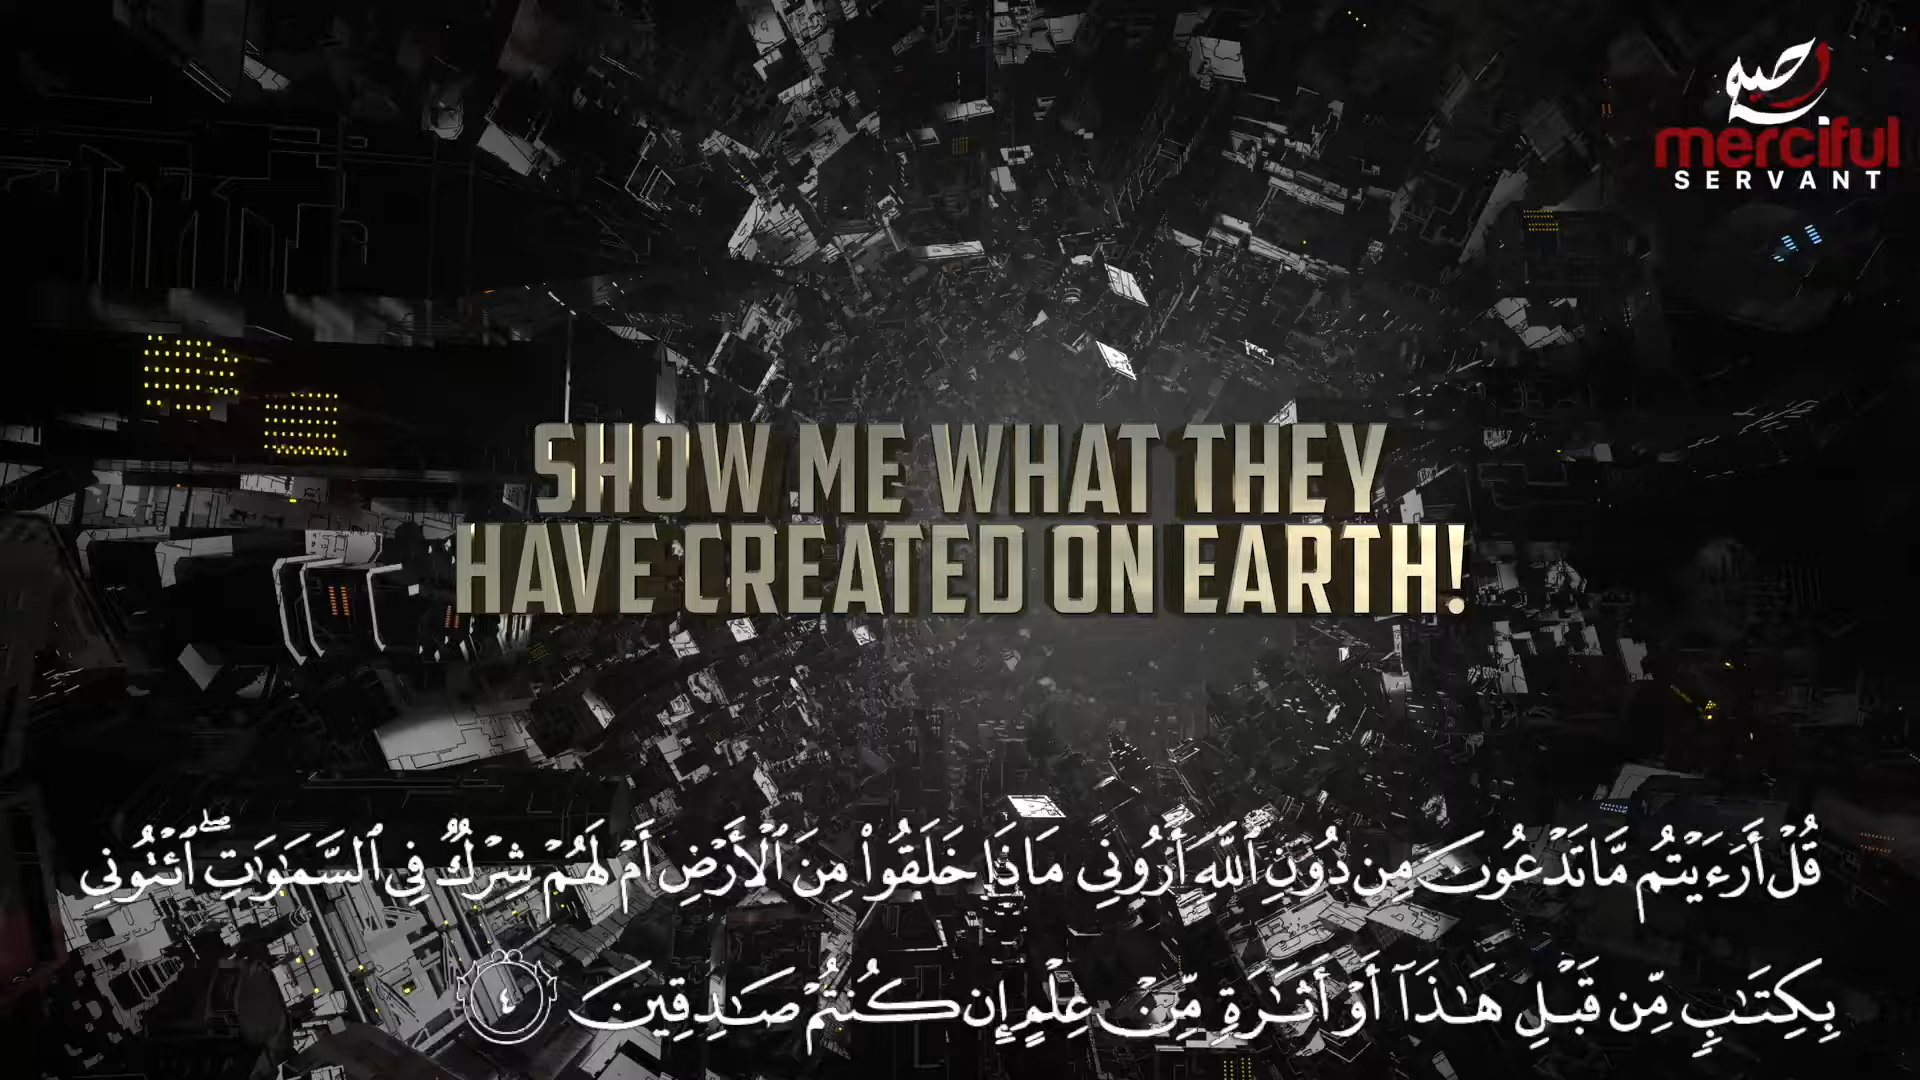 رحيم
merciful
SERVANT
SHOW ME WHAT THEY
HAVE CREATED ON EARTH!
قُلْ أَرَءَيْتُم مَّا تَدْعُونَ مِن دُونِ ٱللَّهِ أَرُونِي مَاذَا خَلَقُوا۟ مِنَ ٱلْأَرْضِ أَمْ لَهُمْ شِرْكٌ فِي ٱلسَّمَـٰوَٰتِ ۖ ٱئْتُونِي
بِكِتَـٰبٍ مِّن قَبْلِ هَـٰذَآ أَوْ أَثَـٰرَةٍ مِّنْ عِلْمٍ إِن كُنتُمْ صَـٰدِقِينَ ٤